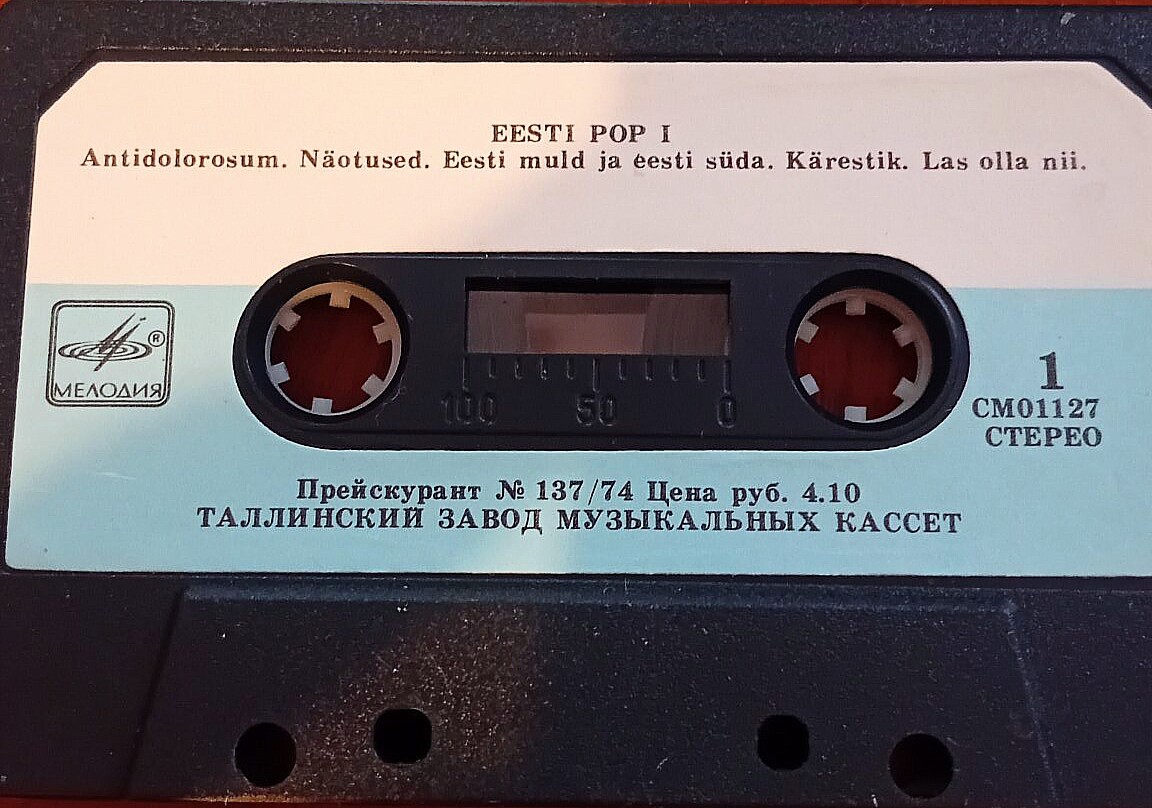 EESTI POP I
Antidolorosum. Näotused. Eesti muld ja eesti süda. Kärestik. Las olla nii.
®
МЕЛОДИЯ
100 50 0
1
СМ01127
СТЕРЕО
Прейскурант № 137/74 Цена руб. 4.10
ТАЛЛИНСКИЙ ЗАВОД МУЗЫКАЛЬНЫХ КАССЕТ